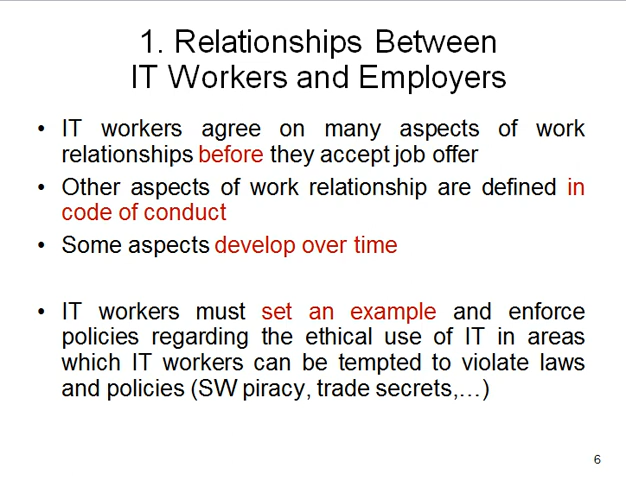 1. Relationships Between
IT Workers and Employers
• IT workers agree on many aspects of work
relationships before they accept job offer
• Other aspects of work relationship are defined in
code of conduct
• Some aspects develop over time
• IT workers must set an example and enforce
policies regarding the ethical use of IT in areas
which IT workers can be tempted to violate laws
and policies (SW piracy, trade secrets,…)
6